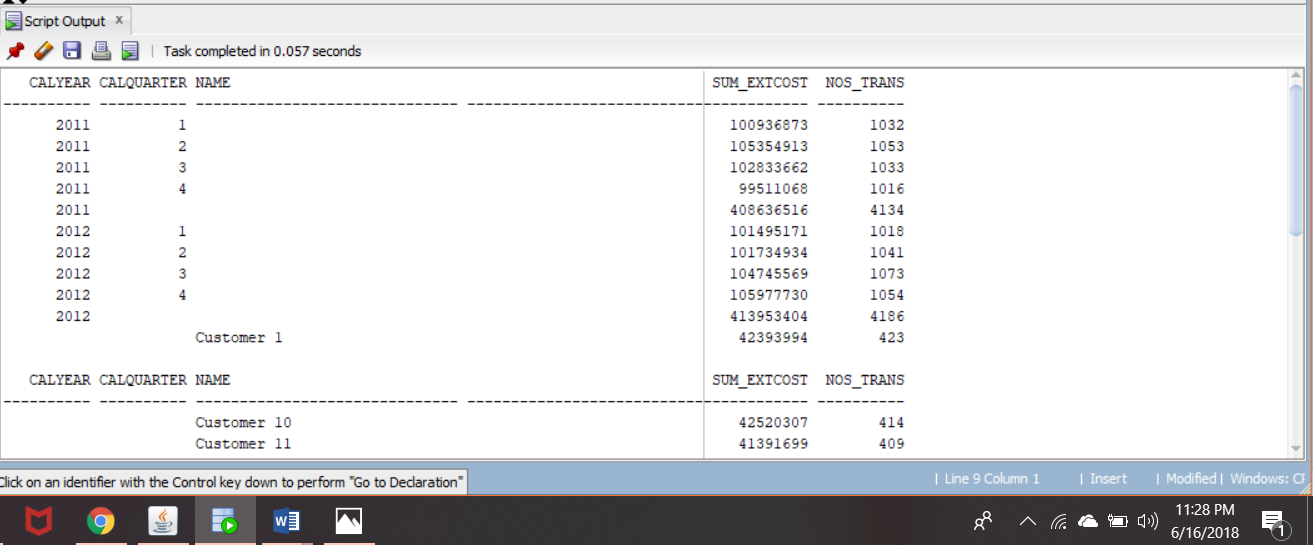 Script Output x
Task completed in 0.057 seconds
CALYEAR CALQUARTER NAME SUM_EXTCOST NOS_TRANS
---------- ---------- ------------------------------ --------------------------------------- ----------
2011 1 100936873 1032
2011 2 105354913 1053
2011 3 102833662 1033
2011 4 99511068 1016
2011 408636516 4134
2012 1 101495171 1018
2012 2 101734934 1041
2012 3 104745569 1073
2012 4 105977730 1054
2012 413953404 4186
Customer 1 42393994 423
CALYEAR CALQUARTER NAME SUM_EXTCOST NOS_TRANS
---------- ---------- ------------------------------ --------------------------------------- ----------
Customer 10 42520307 414
Customer 11 41391699 409
Click on an identifier with the Control key down to perform "Go to Declaration"
| Line 9 Column 1 | Insert | Modified | Windows:
11:28 PM
6/16/2018
1